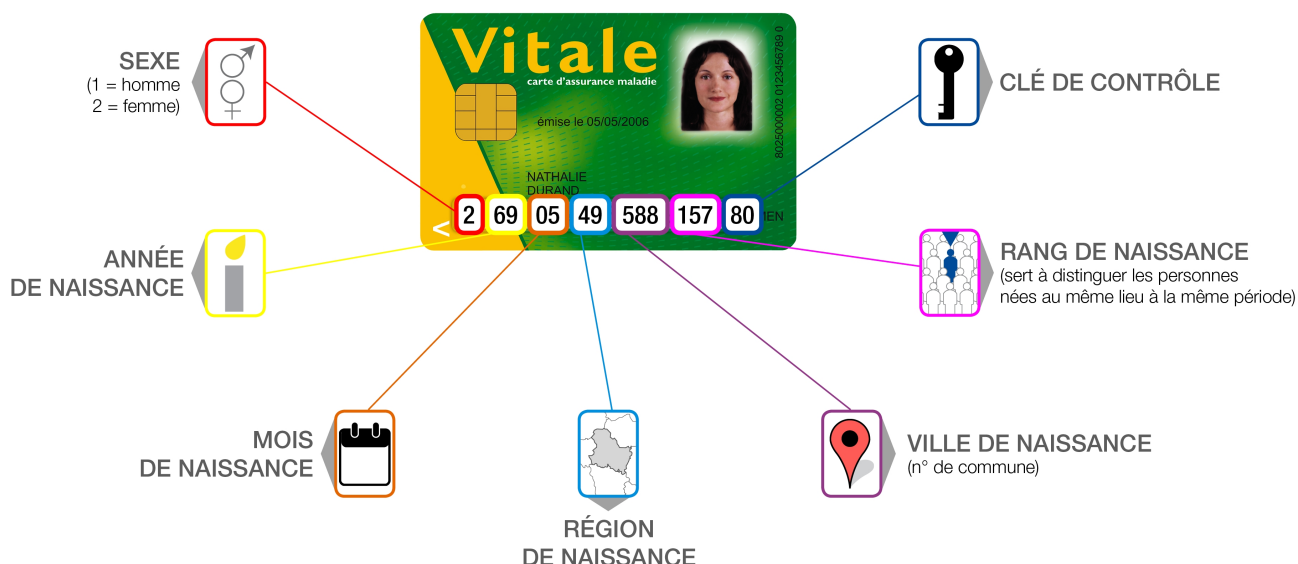 SEXE
(1 = homme
2 = femme)
Vitale
carte d'assurance maladie
émise le 05/05/2006
8025000002 0123456789 0
CLÉ DE CONTRÔLE
NATHALIE
DURAND
< 2 69 05 49 588 157 80
ANNÉE
DE NAISSANCE
RANG DE NAISSANCE
(sert à distinguer les personnes
nées au même lieu à la même période)
MOIS
DE NAISSANCE
VILLE DE NAISSANCE
(n° de commune)
RÉGION
DE NAISSANCE